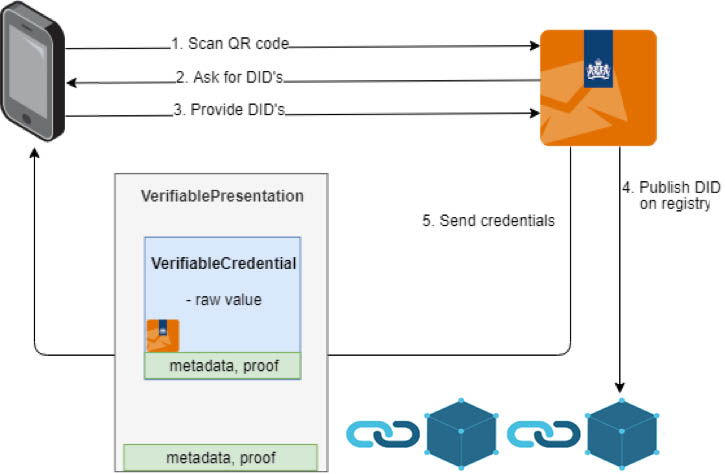 1. Scan QR code
2. Ask for DID's
3. Provide DID's
4. Publish DID
on registry
5. Send credentials
VerifiablePresentation
VerifiableCredential
- raw value
metadata, proof
metadata, proof